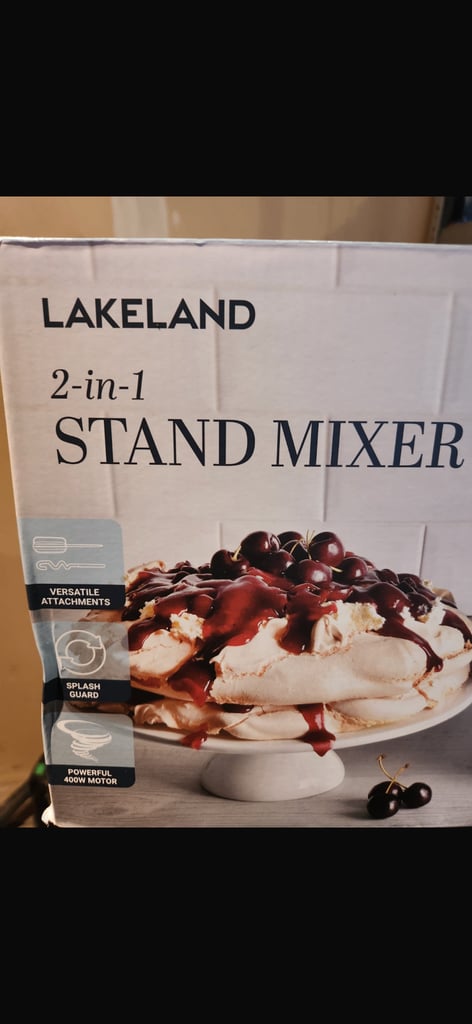 LAKELAND
2-in-1
STAND MIXER
VERSATILE
ATTACHMENTS
SPLASH
GUARD
POWERFUL
400W MOTOR